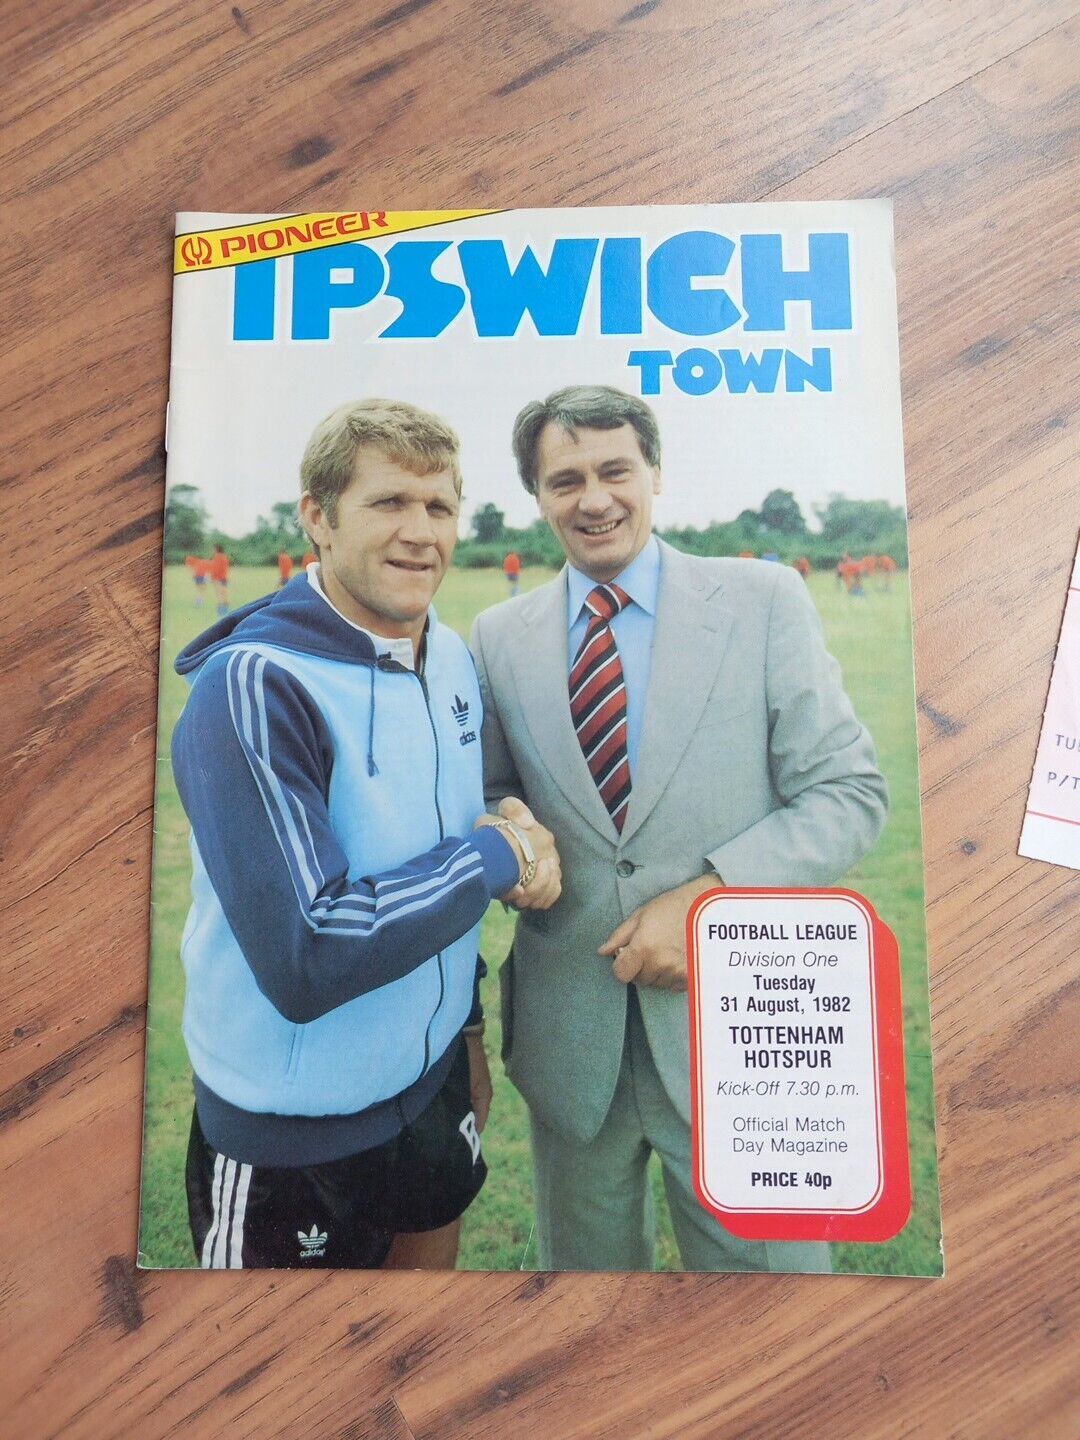 PIONEER
IPSWICH
TOWN
adidas
adidas
FOOTBALL LEAGUE
Division One
Tuesday
31 August, 1982
TOTTENHAM
HOTSPUR
Kick-Off 7.30 p.m.
Official Match
Day Magazine
PRICE 40p
P/T